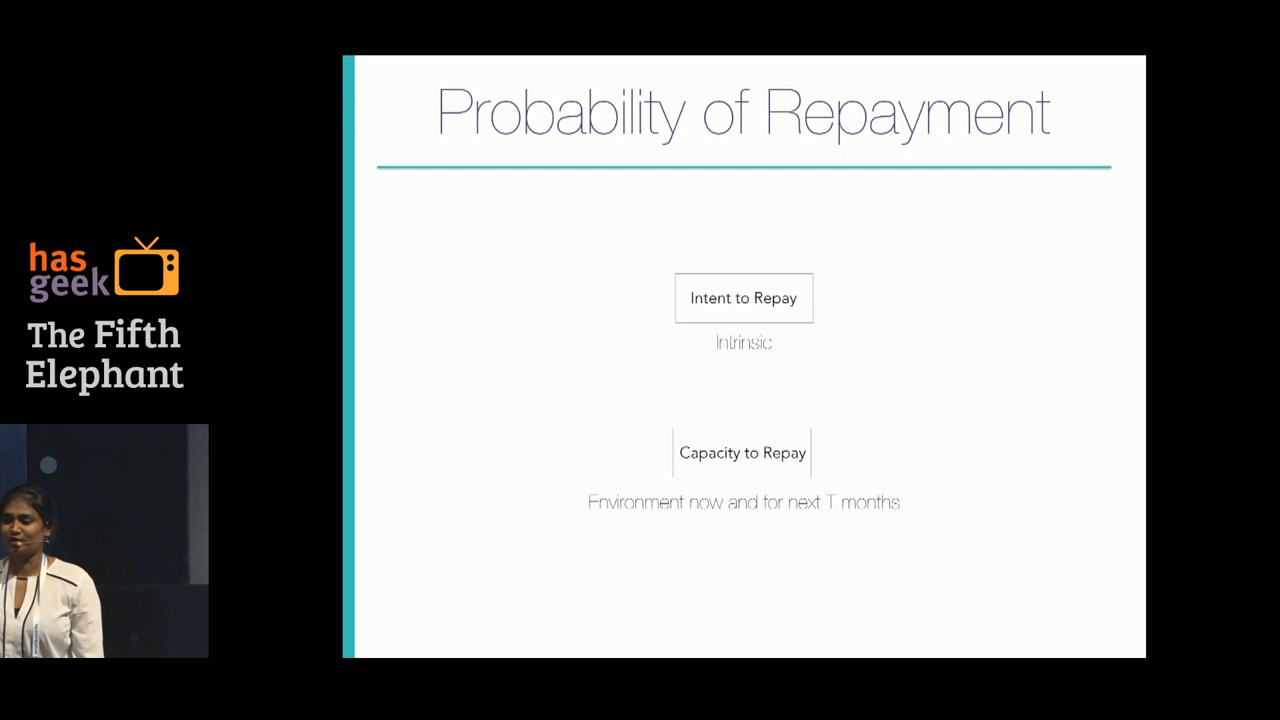 Probability of Repayment
has
geek
The Fifth
Elephant
Intent to Repay
Intrinsic
Capacity to Repay
Environment now and for next T months